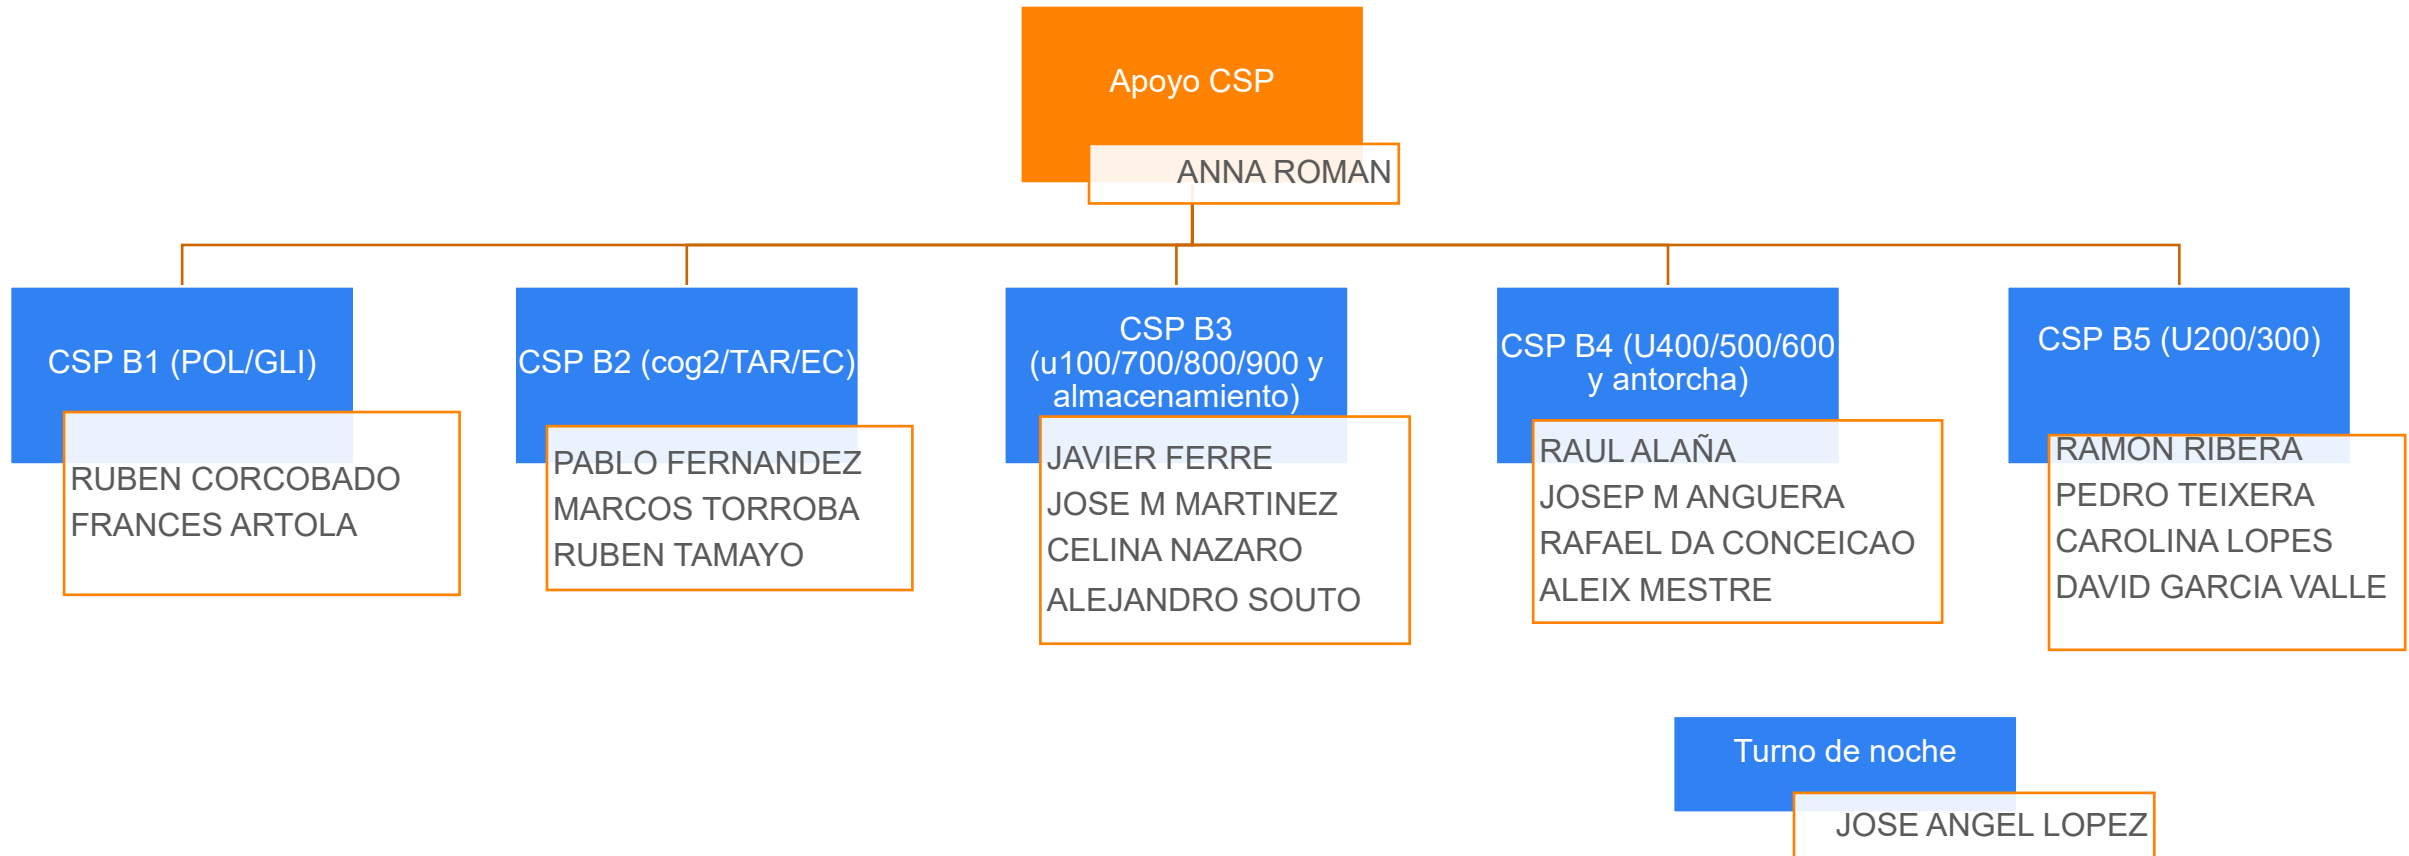 Apoyo CSP
ANNA ROMAN
CSP B1 (POL/GLI)
RUBEN CORCOBADO
FRANCES ARTOLA
CSP B2 (cog2/TAR/EC)
PABLO FERNANDEZ
MARCOS TORROBA
RUBEN TAMAYO
CSP B3
(u100/700/800/900 y
almacenamiento)
JAVIER FERRE
JOSE M MARTINEZ
CELINA NAZARO
ALEJANDRO SOUTO
CSP B4 (U400/500/600
y antorcha)
RAUL ALAÑA
JOSEP M ANGUERA
RAFAEL DA CONCEICAO
ALEIX MESTRE
CSP B5 (U200/300)
RAMON RIBERA
PEDRO TEIXERA
CAROLINA LOPES
DAVID GARCIA VALLE
Turno de noche
JOSE ANGEL LOPEZ